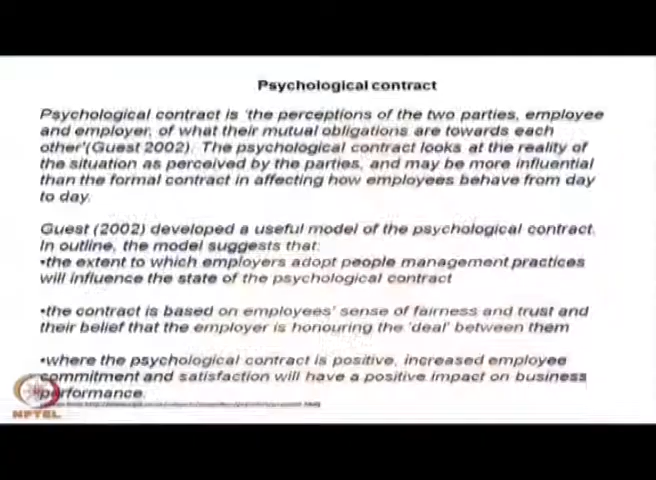 Psychological contract
Psychological contract is 'the perceptions of the two parties, employee
and employer, of what their mutual obligations are towards each
other'(Guest 2002). The psychological contract looks at the reality of
the situation as perceived by the parties, and may be more influential
than the formal contract in affecting how employees behave from day
to day.
Guest (2002) developed a useful model of the psychological contract.
In outline, the model suggests that:
•the extent to which employers adopt people management practices
will influence the state of the psychological contract
•the contract is based on employees' sense of fairness and trust and
their belief that the employer is honouring the 'deal' between them
•where the psychological contract is positive, increased employee
commitment and satisfaction will have a positive impact on business
performance.
NPTEL